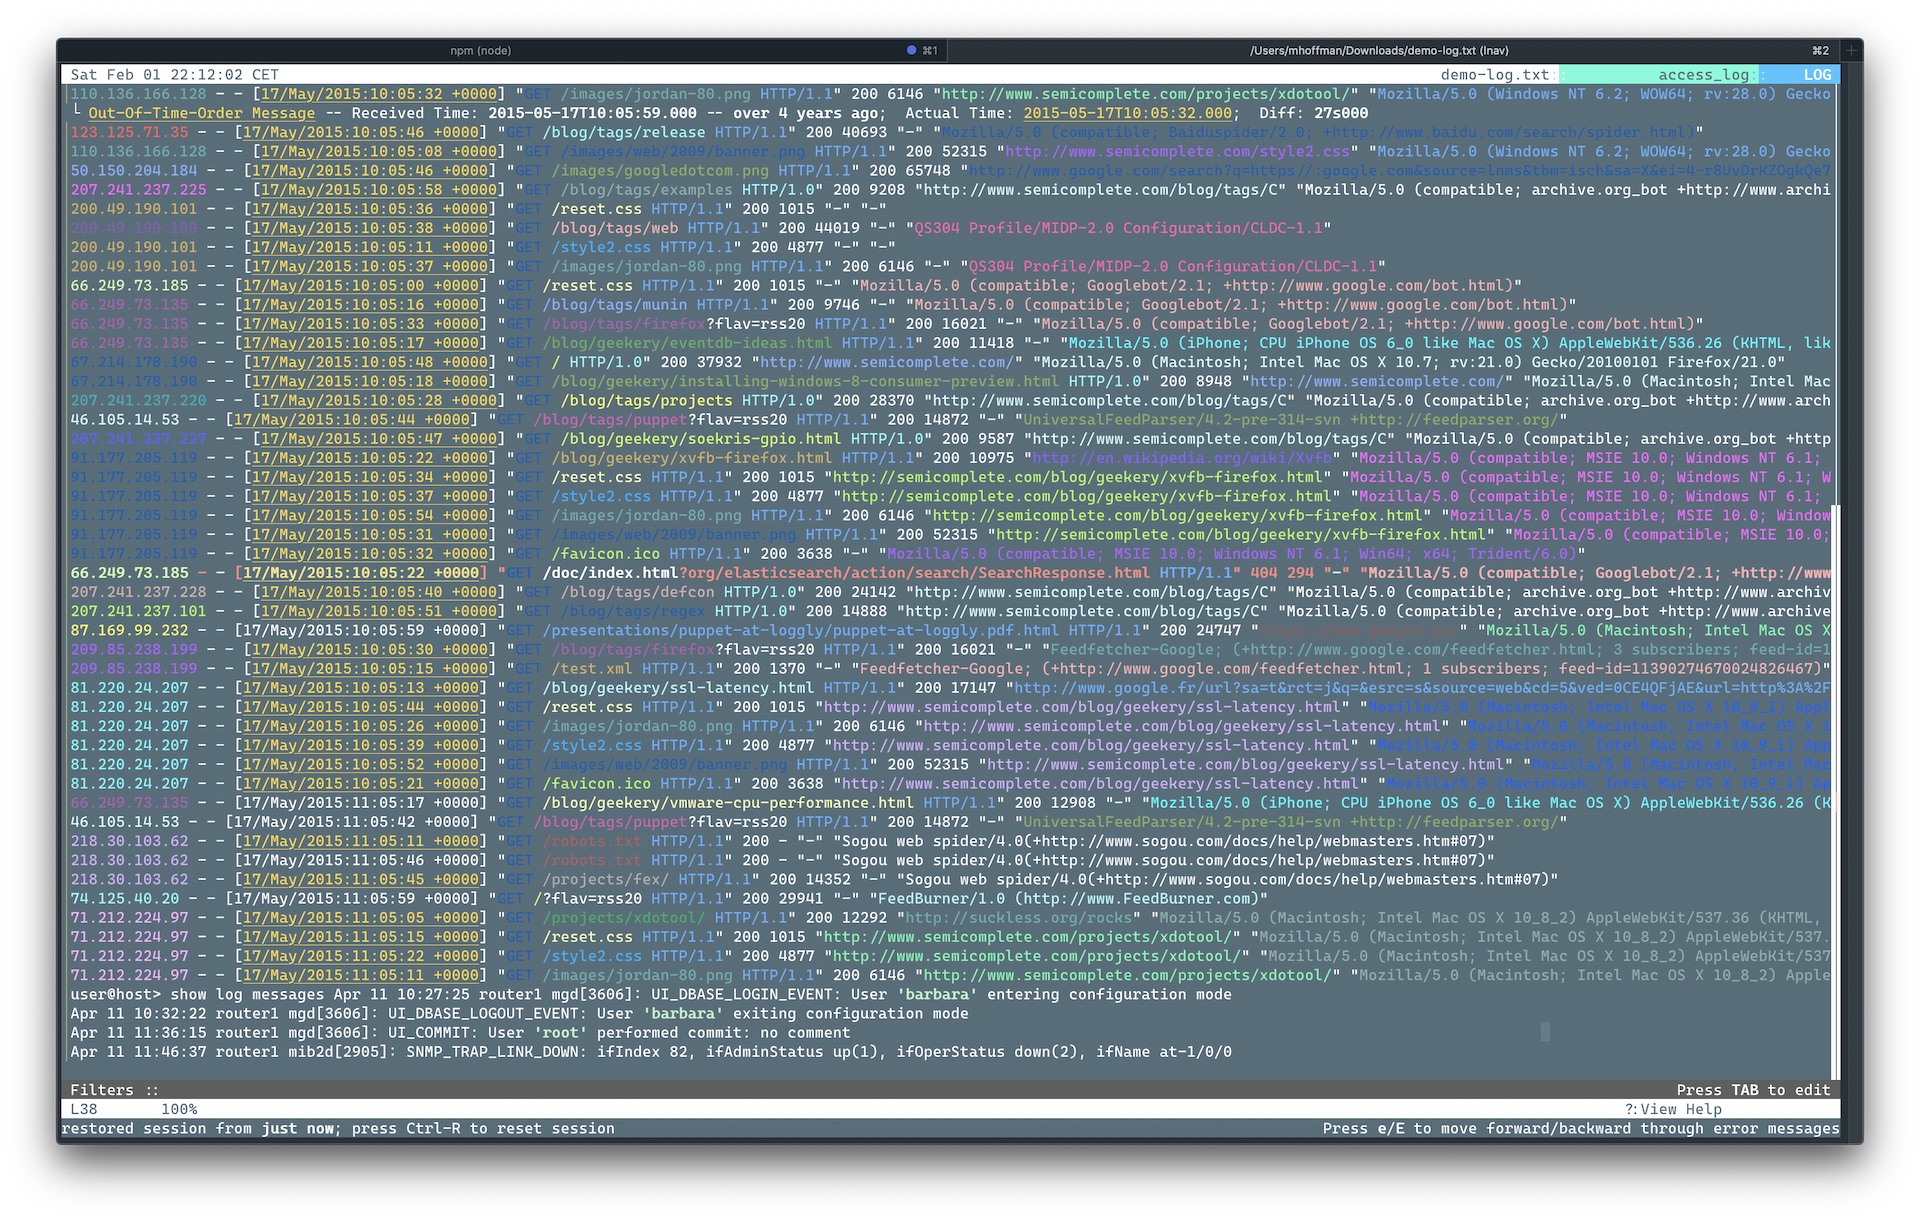 npm (node) ⌘1 /Users/mhoffman/Downloads/demo-log.txt (lnav) ⌘2 +
Sat Feb 01 22:12:02 CET demo-log.txt: access_log: LOG
110.136.166.128 - - [17/May/2015:10:05:32 +0000] "GET /images/jordan-80.png HTTP/1.1" 200 6146 "http://www.semicomplete.com/projects/xdotool/" "Mozilla/5.0 (Windows NT 6.2; WOW64; rv:28.0) Gecko
└ Out-Of-Time-Order Message -- Received Time: 2015-05-17T10:05:59.000 -- over 4 years ago;  Actual Time: 2015-05-17T10:05:32.000;  Diff: 27s000
123.125.71.35 - - [17/May/2015:10:05:46 +0000] "GET /blog/tags/release HTTP/1.1" 200 40693 "-" "Mozilla/5.0 (compatible; Baiduspider/2.0; +http://www.baidu.com/search/spider.html)"
110.136.166.128 - - [17/May/2015:10:05:08 +0000] "GET /images/web/2009/banner.png HTTP/1.1" 200 52315 "http://www.semicomplete.com/style2.css" "Mozilla/5.0 (Windows NT 6.2; WOW64; rv:28.0) Gecko
50.150.204.184 - - [17/May/2015:10:05:46 +0000] "GET /images/googledotcom.png HTTP/1.1" 200 65748 "http://www.google.com/search?q=https//:google.com&source=lnms&tbm=isch&sa=X&ei=4-r8UvDrKZOgkQe7
207.241.237.225 - - [17/May/2015:10:05:58 +0000] "GET /blog/tags/examples HTTP/1.0" 200 9208 "http://www.semicomplete.com/blog/tags/C" "Mozilla/5.0 (compatible; archive.org_bot +http://www.archi
200.49.190.101 - - [17/May/2015:10:05:36 +0000] "GET /reset.css HTTP/1.1" 200 1015 "-" "-"
200.49.190.100 - - [17/May/2015:10:05:38 +0000] "GET /blog/tags/web HTTP/1.1" 200 44019 "-" "QS304 Profile/MIDP-2.0 Configuration/CLDC-1.1"
200.49.190.101 - - [17/May/2015:10:05:11 +0000] "GET /style2.css HTTP/1.1" 200 4877 "-" "-"
200.49.190.101 - - [17/May/2015:10:05:37 +0000] "GET /images/jordan-80.png HTTP/1.1" 200 6146 "-" "QS304 Profile/MIDP-2.0 Configuration/CLDC-1.1"
66.249.73.185 - - [17/May/2015:10:05:00 +0000] "GET /reset.css HTTP/1.1" 200 1015 "-" "Mozilla/5.0 (compatible; Googlebot/2.1; +http://www.google.com/bot.html)"
66.249.73.135 - - [17/May/2015:10:05:16 +0000] "GET /blog/tags/munin HTTP/1.1" 200 9746 "-" "Mozilla/5.0 (compatible; Googlebot/2.1; +http://www.google.com/bot.html)"
66.249.73.135 - - [17/May/2015:10:05:33 +0000] "GET /blog/tags/firefox?flav=rss20 HTTP/1.1" 200 16021 "-" "Mozilla/5.0 (compatible; Googlebot/2.1; +http://www.google.com/bot.html)"
66.249.73.135 - - [17/May/2015:10:05:17 +0000] "GET /blog/geekery/eventdb-ideas.html HTTP/1.1" 200 11418 "-" "Mozilla/5.0 (iPhone; CPU iPhone OS 6_0 like Mac OS X) AppleWebKit/536.26 (KHTML, lik
67.214.178.190 - - [17/May/2015:10:05:48 +0000] "GET / HTTP/1.0" 200 37932 "http://www.semicomplete.com/" "Mozilla/5.0 (Macintosh; Intel Mac OS X 10.7; rv:21.0) Gecko/20100101 Firefox/21.0"
67.214.178.190 - - [17/May/2015:10:05:18 +0000] "GET /blog/geekery/installing-windows-8-consumer-preview.html HTTP/1.0" 200 8948 "http://www.semicomplete.com/" "Mozilla/5.0 (Macintosh; Intel Mac
207.241.237.220 - - [17/May/2015:10:05:28 +0000] "GET /blog/tags/projects HTTP/1.0" 200 28370 "http://www.semicomplete.com/blog/tags/C" "Mozilla/5.0 (compatible; archive.org_bot +http://www.arch
46.105.14.53 - - [17/May/2015:10:05:44 +0000] "GET /blog/tags/puppet?flav=rss20 HTTP/1.1" 200 14872 "-" "UniversalFeedParser/4.2-pre-314-svn +http://feedparser.org/"
207.241.237.227 - - [17/May/2015:10:05:47 +0000] "GET /blog/geekery/soekris-gpio.html HTTP/1.0" 200 9587 "http://www.semicomplete.com/blog/tags/C" "Mozilla/5.0 (compatible; archive.org_bot +http
91.177.205.119 - - [17/May/2015:10:05:22 +0000] "GET /blog/geekery/xvfb-firefox.html HTTP/1.1" 200 10975 "http://en.wikipedia.org/wiki/Xvfb" "Mozilla/5.0 (compatible; MSIE 10.0; Windows NT 6.1;
91.177.205.119 - - [17/May/2015:10:05:34 +0000] "GET /reset.css HTTP/1.1" 200 1015 "http://semicomplete.com/blog/geekery/xvfb-firefox.html" "Mozilla/5.0 (compatible; MSIE 10.0; Windows NT 6.1; W
91.177.205.119 - - [17/May/2015:10:05:37 +0000] "GET /style2.css HTTP/1.1" 200 4877 "http://semicomplete.com/blog/geekery/xvfb-firefox.html" "Mozilla/5.0 (compatible; MSIE 10.0; Windows NT 6.1;
91.177.205.119 - - [17/May/2015:10:05:54 +0000] "GET /images/jordan-80.png HTTP/1.1" 200 6146 "http://semicomplete.com/blog/geekery/xvfb-firefox.html" "Mozilla/5.0 (compatible; MSIE 10.0; Window
91.177.205.119 - - [17/May/2015:10:05:31 +0000] "GET /images/web/2009/banner.png HTTP/1.1" 200 52315 "http://semicomplete.com/blog/geekery/xvfb-firefox.html" "Mozilla/5.0 (compatible; MSIE 10.0;
91.177.205.119 - - [17/May/2015:10:05:32 +0000] "GET /favicon.ico HTTP/1.1" 200 3638 "-" "Mozilla/5.0 (compatible; MSIE 10.0; Windows NT 6.1; Win64; x64; Trident/6.0)"
66.249.73.185 - - [17/May/2015:10:05:22 +0000] "GET /doc/index.html?org/elasticsearch/action/search/SearchResponse.html HTTP/1.1" 404 294 "-" "Mozilla/5.0 (compatible; Googlebot/2.1; +http://www
207.241.237.228 - - [17/May/2015:10:05:40 +0000] "GET /blog/tags/defcon HTTP/1.0" 200 24142 "http://www.semicomplete.com/blog/tags/C" "Mozilla/5.0 (compatible; archive.org_bot +http://www.archiv
207.241.237.101 - - [17/May/2015:10:05:51 +0000] "GET /blog/tags/regex HTTP/1.0" 200 14888 "http://www.semicomplete.com/blog/tags/C" "Mozilla/5.0 (compatible; archive.org_bot +http://www.archive
87.169.99.232 - - [17/May/2015:10:05:59 +0000] "GET /presentations/puppet-at-loggly/puppet-at-loggly.pdf.html HTTP/1.1" 200 24747 "" "Mozilla/5.0 (Macintosh; Intel Mac OS X
209.85.238.199 - - [17/May/2015:10:05:30 +0000] "GET /blog/tags/firefox?flav=rss20 HTTP/1.1" 200 16021 "-" "Feedfetcher-Google; (+http://www.google.com/feedfetcher.html; 3 subscribers; feed-id=1
209.85.238.199 - - [17/May/2015:10:05:15 +0000] "GET /test.xml HTTP/1.1" 200 1370 "-" "Feedfetcher-Google; (+http://www.google.com/feedfetcher.html; 1 subscribers; feed-id=11390274670024826467)"
81.220.24.207 - - [17/May/2015:10:05:13 +0000] "GET /blog/geekery/ssl-latency.html HTTP/1.1" 200 17147 "http://www.google.fr/url?sa=t&rct=j&q=&esrc=s&source=web&cd=5&ved=0CE4QFjAE&url=http%3A%2F
81.220.24.207 - - [17/May/2015:10:05:44 +0000] "GET /reset.css HTTP/1.1" 200 1015 "http://www.semicomplete.com/blog/geekery/ssl-latency.html" "Mozilla/5.0 (Macintosh; Intel Mac OS X 10_9_1) Appl
81.220.24.207 - - [17/May/2015:10:05:26 +0000] "GET /images/jordan-80.png HTTP/1.1" 200 6146 "http://www.semicomplete.com/blog/geekery/ssl-latency.html" "Mozilla/5.0 (Macintosh; Intel Mac OS X 1
81.220.24.207 - - [17/May/2015:10:05:39 +0000] "GET /style2.css HTTP/1.1" 200 4877 "http://www.semicomplete.com/blog/geekery/ssl-latency.html" "Mozilla/5.0 (Macintosh; Intel Mac OS X 10_9_1) App
81.220.24.207 - - [17/May/2015:10:05:52 +0000] "GET /images/web/2009/banner.png HTTP/1.1" 200 52315 "http://www.semicomplete.com/blog/geekery/ssl-latency.html" "Mozilla/5.0 (Macintosh; Intel Mac
81.220.24.207 - - [17/May/2015:10:05:21 +0000] "GET /favicon.ico HTTP/1.1" 200 3638 "http://www.semicomplete.com/blog/geekery/ssl-latency.html" "Mozilla/5.0 (Macintosh; Intel Mac OS X 10_9_1) Ap
66.249.73.135 - - [17/May/2015:11:05:17 +0000] "GET /blog/geekery/vmware-cpu-performance.html HTTP/1.1" 200 12908 "-" "Mozilla/5.0 (iPhone; CPU iPhone OS 6_0 like Mac OS X) AppleWebKit/536.26 (K
46.105.14.53 - - [17/May/2015:11:05:42 +0000] "GET /blog/tags/puppet?flav=rss20 HTTP/1.1" 200 14872 "-" "UniversalFeedParser/4.2-pre-314-svn +http://feedparser.org/"
218.30.103.62 - - [17/May/2015:11:05:11 +0000] "GET /robots.txt HTTP/1.1" 200 - "-" "Sogou web spider/4.0(+http://www.sogou.com/docs/help/webmasters.htm#07)"
218.30.103.62 - - [17/May/2015:11:05:46 +0000] "GET /robots.txt HTTP/1.1" 200 - "-" "Sogou web spider/4.0(+http://www.sogou.com/docs/help/webmasters.htm#07)"
218.30.103.62 - - [17/May/2015:11:05:45 +0000] "GET /projects/fex/ HTTP/1.1" 200 14352 "-" "Sogou web spider/4.0(+http://www.sogou.com/docs/help/webmasters.htm#07)"
74.125.40.20 - - [17/May/2015:11:05:59 +0000] "GET /?flav=rss20 HTTP/1.1" 200 29941 "-" "FeedBurner/1.0 (http://www.FeedBurner.com)"
71.212.224.97 - - [17/May/2015:11:05:05 +0000] "GET /projects/xdotool/ HTTP/1.1" 200 12292 "http://suckless.org/rocks" "Mozilla/5.0 (Macintosh; Intel Mac OS X 10_8_2) AppleWebKit/537.36 (KHTML,
71.212.224.97 - - [17/May/2015:11:05:15 +0000] "GET /reset.css HTTP/1.1" 200 1015 "http://www.semicomplete.com/projects/xdotool/" "Mozilla/5.0 (Macintosh; Intel Mac OS X 10_8_2) AppleWebKit/537.
71.212.224.97 - - [17/May/2015:11:05:22 +0000] "GET /style2.css HTTP/1.1" 200 4877 "http://www.semicomplete.com/projects/xdotool/" "Mozilla/5.0 (Macintosh; Intel Mac OS X 10_8_2) AppleWebKit/537
71.212.224.97 - - [17/May/2015:11:05:11 +0000] "GET /images/jordan-80.png HTTP/1.1" 200 6146 "http://www.semicomplete.com/projects/xdotool/" "Mozilla/5.0 (Macintosh; Intel Mac OS X 10_8_2) Apple
user@host> show log messages Apr 11 10:27:25 router1 mgd[3606]: UI_DBASE_LOGIN_EVENT: User 'barbara' entering configuration mode
Apr 11 10:32:22 router1 mgd[3606]: UI_DBASE_LOGOUT_EVENT: User 'barbara' exiting configuration mode
Apr 11 11:36:15 router1 mgd[3606]: UI_COMMIT: User 'root' performed commit: no comment
Apr 11 11:46:37 router1 mib2d[2905]: SNMP_TRAP_LINK_DOWN: ifIndex 82, ifAdminStatus up(1), ifOperStatus down(2), ifName at-1/0/0
Filters :: Press TAB to edit
L38 100% ?:View Help
restored session from just now; press Ctrl-R to reset session Press e/E to move forward/backward through error messages